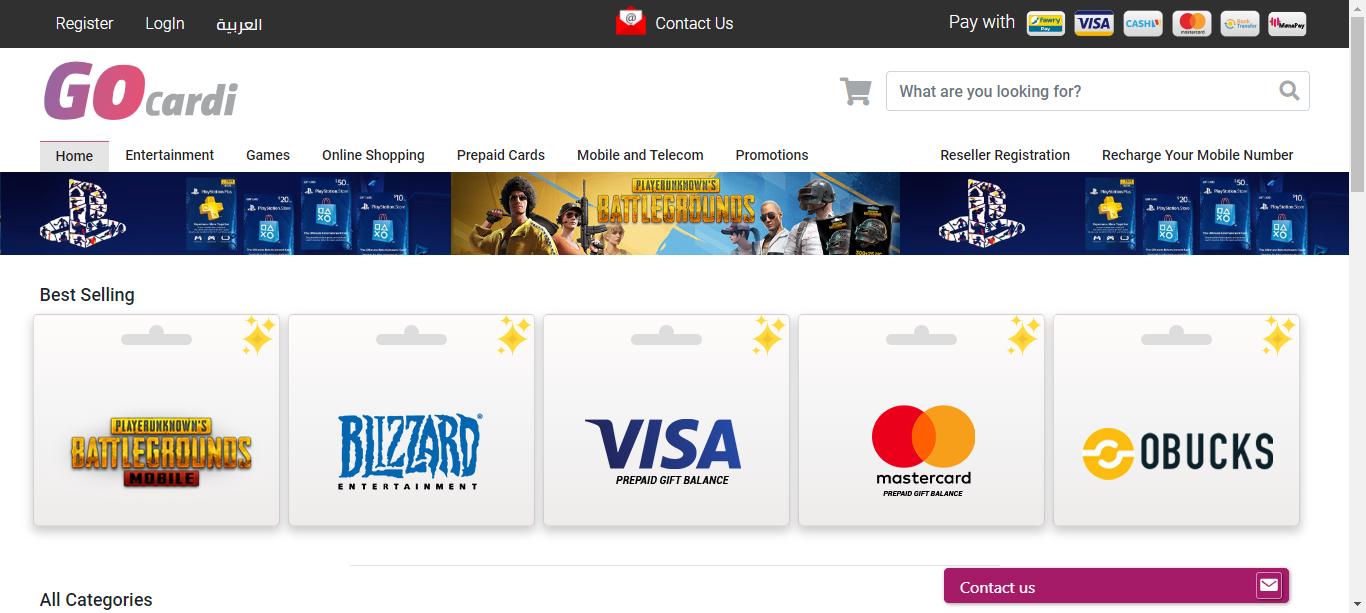 Register LogIn العربية
Contact Us
Pay with fawry Pay VISA CASHU mastercard Bank Transfer
GO cardi
What are you looking for?
Home Entertainment Games Online Shopping Prepaid Cards Mobile and Telecom Promotions Reseller Registration Recharge Your Mobile Number
PLAYERUNKNOWN'S
BATTLEGROUNDS
Best Selling
PLAYERUNKNOWN'S
BATTLEGROUNDS
MOBILE
BLIZZARD®
ENTERTAINMENT
VISA
PREPAID GIFT BALANCE
mastercard
PREPAID GIFT BALANCE
OBUCKS
All Categories
Contact us